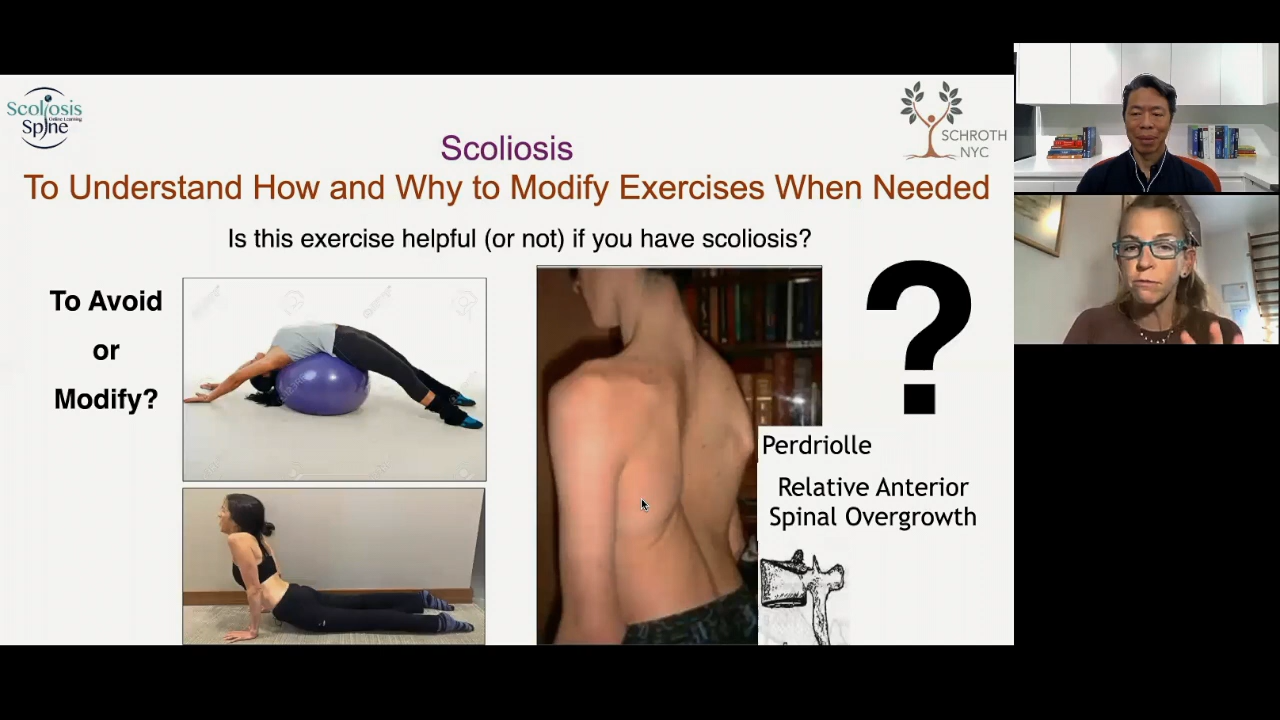 Scoliosis
Online Learning
Spine
SCHROTH
NYC
Scoliosis
To Understand How and Why to Modify Exercises When Needed
Is this exercise helpful (or not) if you have scoliosis?
To Avoid
or
Modify?
?
Perdriolle
Relative Anterior
Spinal Overgrowth